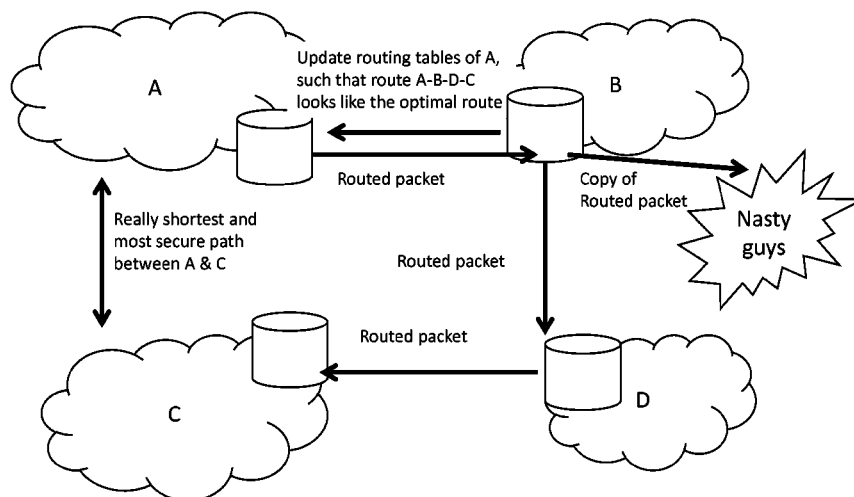 A
Update routing tables of A,
such that route A-B-D-C
looks like the optimal route
B
Routed packet
Copy of
Routed packet
Nasty
guys
Really shortest and
most secure path
between A & C
Routed packet
Routed packet
C
D